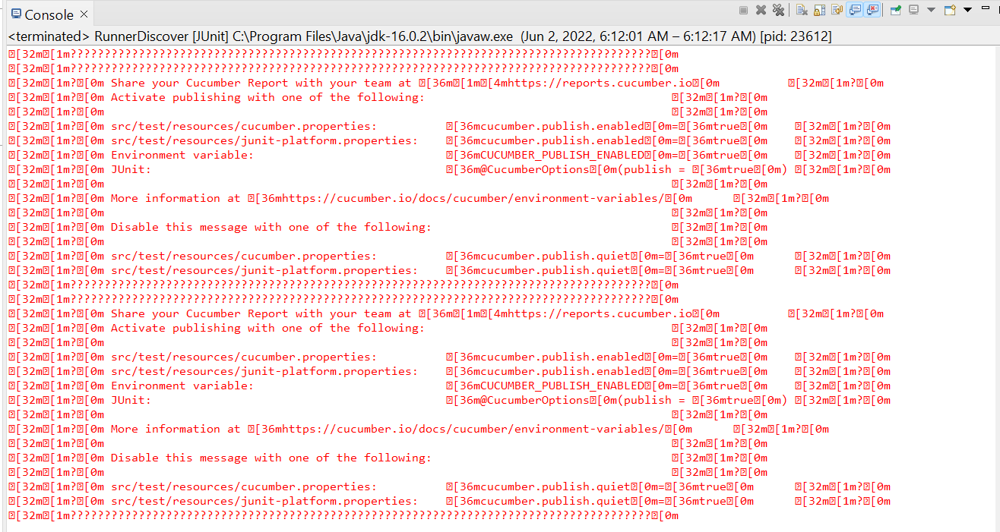 Console
<terminated> RunnerDiscover [JUnit] C:\Program Files\Java\jdk-16.0.2\bin\javaw.exe (Jun 2, 2022, 6:12:01 AM – 6:12:17 AM) [pid: 23612]
⍰[32m⍰[1m?????????????????????????????????????????????????????????????????????????????????????⍰[0m
⍰[32m⍰[1m?????????????????????????????????????????????????????????????????????????????????????⍰[0m
⍰[32m⍰[1m?⍰[0m Share your Cucumber Report with your team at ⍰[36m⍰[1m⍰[4mhttps://reports.cucumber.io⍰[0m ⍰[32m⍰[1m?⍰[0m
⍰[32m⍰[1m?⍰[0m Activate publishing with one of the following: ⍰[32m⍰[1m?⍰[0m
⍰[32m⍰[1m?⍰[0m ⍰[32m⍰[1m?⍰[0m
⍰[32m⍰[1m?⍰[0m src/test/resources/cucumber.properties: ⍰[36mcucumber.publish.enabled⍰[0m=⍰[36mtrue⍰[0m ⍰[32m⍰[1m?⍰[0m
⍰[32m⍰[1m?⍰[0m src/test/resources/junit-platform.properties: ⍰[36mcucumber.publish.enabled⍰[0m=⍰[36mtrue⍰[0m ⍰[32m⍰[1m?⍰[0m
⍰[32m⍰[1m?⍰[0m Environment variable: ⍰[36mCUCUMBER_PUBLISH_ENABLED⍰[0m=⍰[36mtrue⍰[0m ⍰[32m⍰[1m?⍰[0m
⍰[32m⍰[1m?⍰[0m JUnit: ⍰[36m@CucumberOptions⍰[0m(publish = ⍰[36mtrue⍰[0m) ⍰[32m⍰[1m?⍰[0m
⍰[32m⍰[1m?⍰[0m ⍰[32m⍰[1m?⍰[0m
⍰[32m⍰[1m?⍰[0m More information at ⍰[36mhttps://cucumber.io/docs/cucumber/environment-variables/⍰[0m ⍰[32m⍰[1m?⍰[0m
⍰[32m⍰[1m?⍰[0m ⍰[32m⍰[1m?⍰[0m
⍰[32m⍰[1m?⍰[0m Disable this message with one of the following: ⍰[32m⍰[1m?⍰[0m
⍰[32m⍰[1m?⍰[0m ⍰[32m⍰[1m?⍰[0m
⍰[32m⍰[1m?⍰[0m src/test/resources/cucumber.properties: ⍰[36mcucumber.publish.quiet⍰[0m=⍰[36mtrue⍰[0m ⍰[32m⍰[1m?⍰[0m
⍰[32m⍰[1m?⍰[0m src/test/resources/junit-platform.properties: ⍰[36mcucumber.publish.quiet⍰[0m=⍰[36mtrue⍰[0m ⍰[32m⍰[1m?⍰[0m
⍰[32m⍰[1m?????????????????????????????????????????????????????????????????????????????????????⍰[0m
⍰[32m⍰[1m?????????????????????????????????????????????????????????????????????????????????????⍰[0m
⍰[32m⍰[1m?⍰[0m Share your Cucumber Report with your team at ⍰[36m⍰[1m⍰[4mhttps://reports.cucumber.io⍰[0m ⍰[32m⍰[1m?⍰[0m
⍰[32m⍰[1m?⍰[0m Activate publishing with one of the following: ⍰[32m⍰[1m?⍰[0m
⍰[32m⍰[1m?⍰[0m ⍰[32m⍰[1m?⍰[0m
⍰[32m⍰[1m?⍰[0m src/test/resources/cucumber.properties: ⍰[36mcucumber.publish.enabled⍰[0m=⍰[36mtrue⍰[0m ⍰[32m⍰[1m?⍰[0m
⍰[32m⍰[1m?⍰[0m src/test/resources/junit-platform.properties: ⍰[36mcucumber.publish.enabled⍰[0m=⍰[36mtrue⍰[0m ⍰[32m⍰[1m?⍰[0m
⍰[32m⍰[1m?⍰[0m Environment variable: ⍰[36mCUCUMBER_PUBLISH_ENABLED⍰[0m=⍰[36mtrue⍰[0m ⍰[32m⍰[1m?⍰[0m
⍰[32m⍰[1m?⍰[0m JUnit: ⍰[36m@CucumberOptions⍰[0m(publish = ⍰[36mtrue⍰[0m) ⍰[32m⍰[1m?⍰[0m
⍰[32m⍰[1m?⍰[0m ⍰[32m⍰[1m?⍰[0m
⍰[32m⍰[1m?⍰[0m More information at ⍰[36mhttps://cucumber.io/docs/cucumber/environment-variables/⍰[0m ⍰[32m⍰[1m?⍰[0m
⍰[32m⍰[1m?⍰[0m ⍰[32m⍰[1m?⍰[0m
⍰[32m⍰[1m?⍰[0m Disable this message with one of the following: ⍰[32m⍰[1m?⍰[0m
⍰[32m⍰[1m?⍰[0m ⍰[32m⍰[1m?⍰[0m
⍰[32m⍰[1m?⍰[0m src/test/resources/cucumber.properties: ⍰[36mcucumber.publish.quiet⍰[0m=⍰[36mtrue⍰[0m ⍰[32m⍰[1m?⍰[0m
⍰[32m⍰[1m?⍰[0m src/test/resources/junit-platform.properties: ⍰[36mcucumber.publish.quiet⍰[0m=⍰[36mtrue⍰[0m ⍰[32m⍰[1m?⍰[0m
⍰[32m⍰[1m?????????????????????????????????????????????????????????????????????????????????????⍰[0m